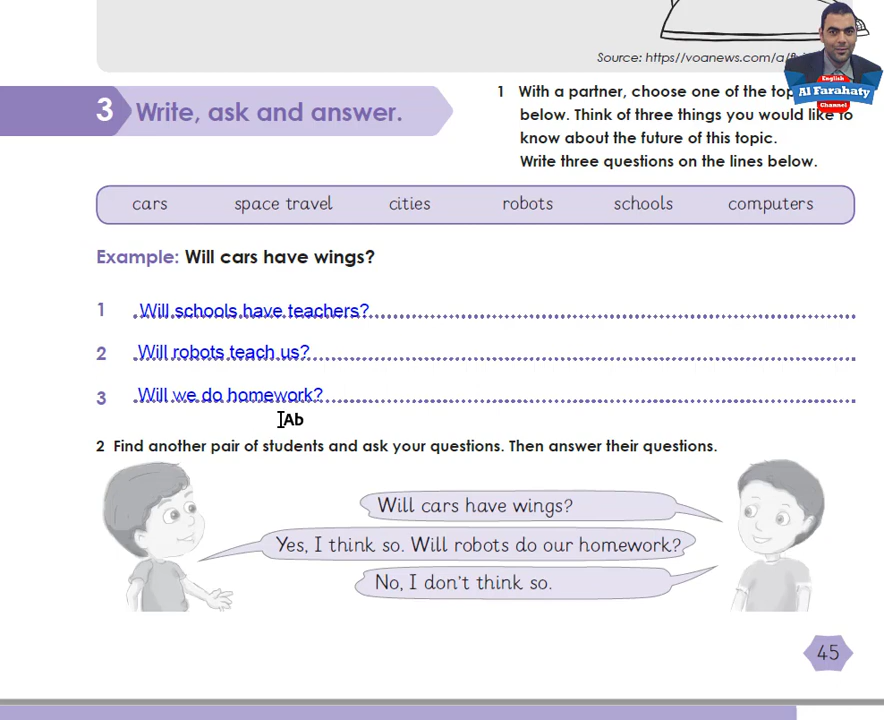 Source: https//voanews.com/a/
English
Al Farahaty
Channel
3 Write, ask and answer.
1 With a partner, choose one of the
below. Think of three things you would like to
know about the future of this topic.
Write three questions on the lines below.
cars space travel cities robots schools computers
Example: Will cars have wings?
1 Will schools have teachers?
2 Will robots teach us?
3 Will we do homework?
Ab
2 Find another pair of students and ask your questions. Then answer their questions.
Will cars have wings?
Yes, I think so. Will robots do our homework?
No, I don't think so.
45